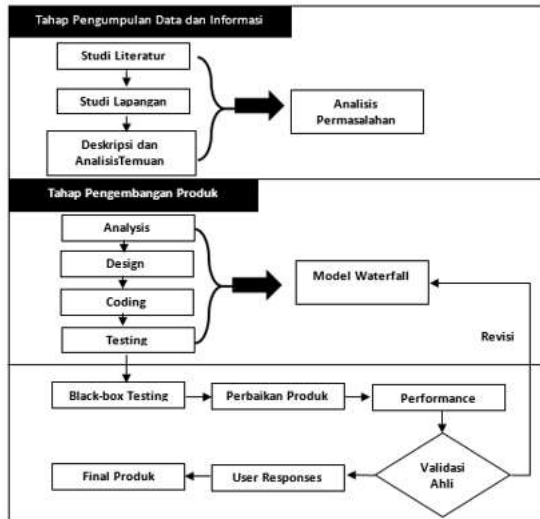 Tahap Pengumpulan Data dan Informasi
Studi Literatur
Studi Lapangan
Deskripsi dan
AnalisisTemuan
Analisis
Permasalahan
Tahap Pengembangan Produk
Analysis
Design
Coding
Testing
Model Waterfall
Revisi
Black-box Testing
Perbaikan Produk
Performance
Validasi
Ahli
User Responses
Final Produk